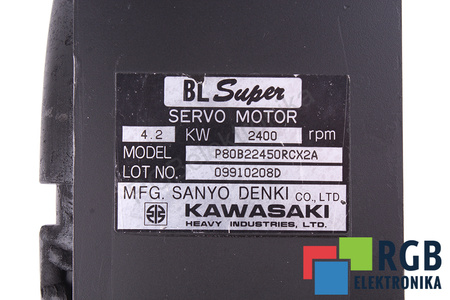 BL Super
SERVO MOTOR
4.2 KW 2400 rpm
MODEL P80B22450RCX2A
LOT NO. 09910208D
MFG. SANYO DENKI CO., LTD.
KAWASAKI
HEAVY INDUSTRIES, LTD.
RGB
ELEKTRONIKA